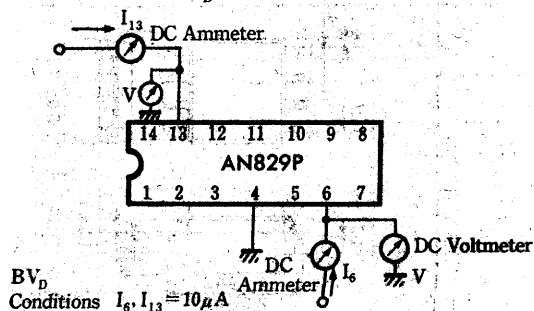 I₁₃ DC Ammeter
V
14 13 12 11 10 9 8
AN829P
1 2 3 4 5 6 7
DC Ammeter
I₆
DC Voltmeter
V
BV_D
Conditions I₆, I₁₃=10μA